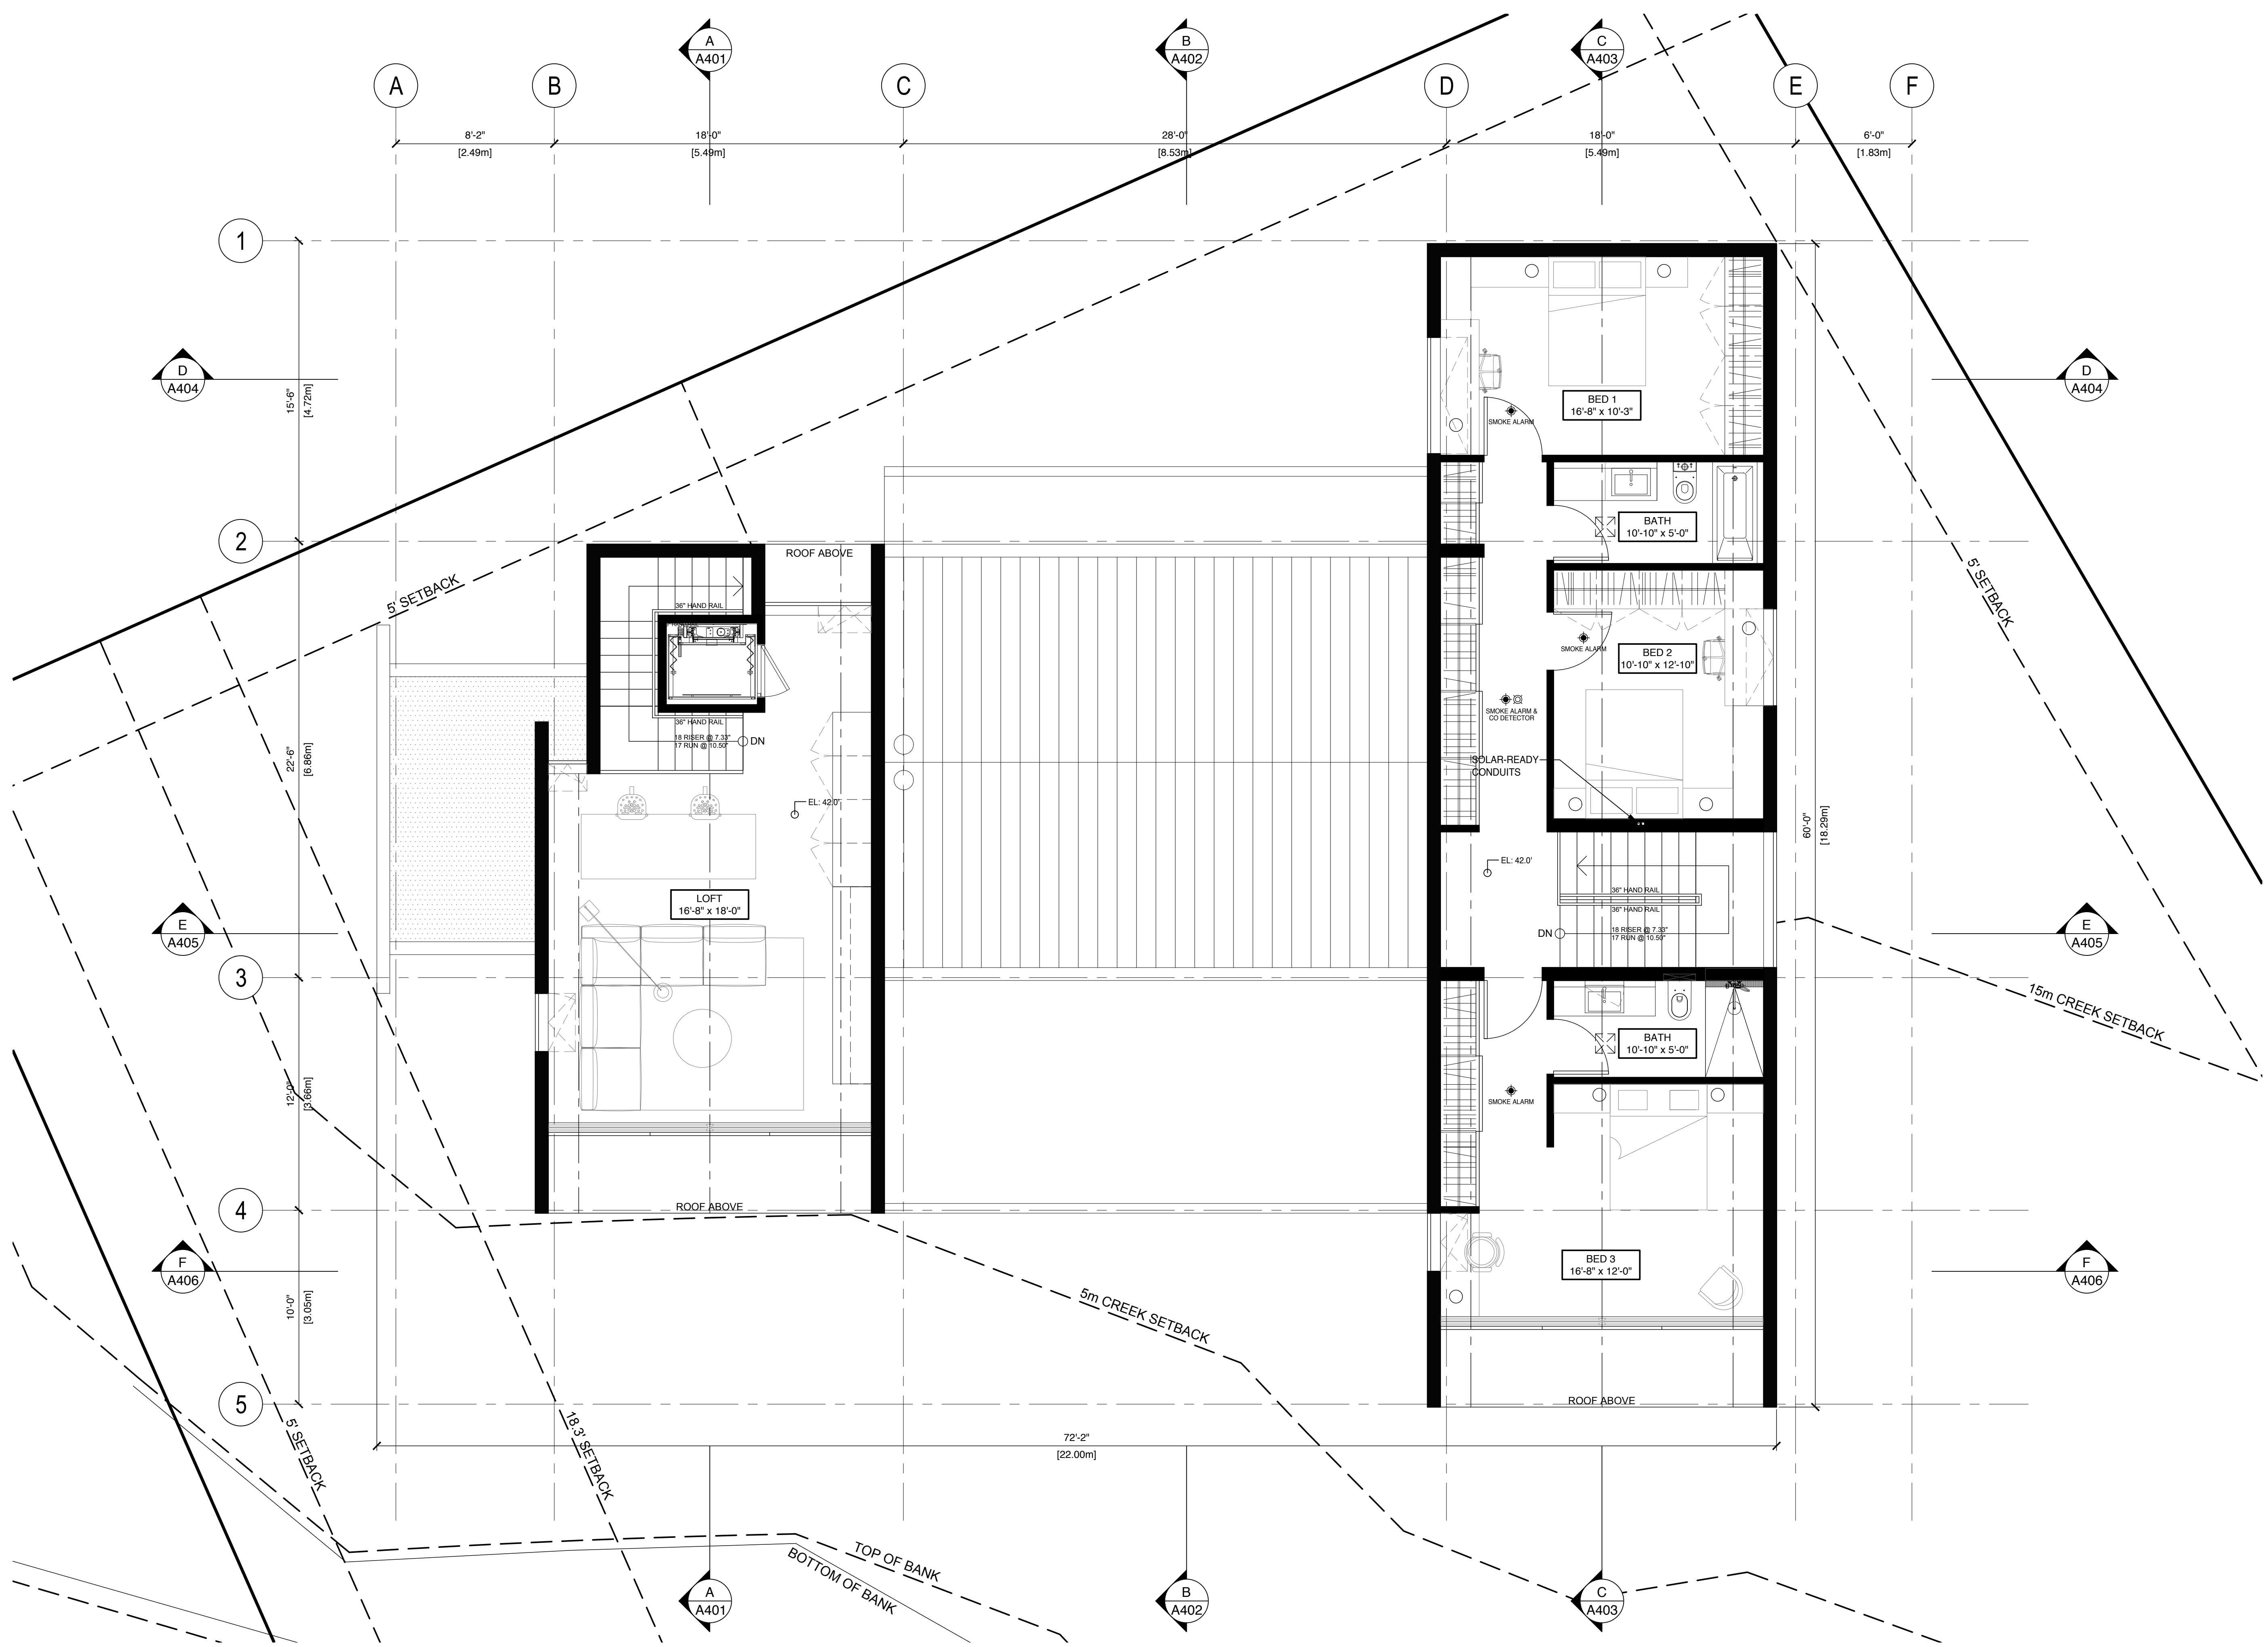 A
A401
B
A402
C
A403
A
B
C
D
E
F
8'-2"
[2.49m]
18'-0"
[5.49m]
28'-0"
[8.53m]
18'-0"
[5.49m]
6'-0"
[1.83m]
1
2
3
4
5
15'-6"
[4.72m]
22'-6"
[6.86m]
12'-0"
[3.66m]
10'-0"
[3.05m]
D
A404
D
A404
E
A405
E
A405
F
A406
F
A406
5' SETBACK
5' SETBACK
ROOF ABOVE
36" HAND RAIL
36" HAND RAIL
18 RISER @ 7.33"
17 RUN @ 10.50"
DN
EL: 42.0'
LOFT
16'-8" x 18'-0"
ROOF ABOVE
BED 1
16'-8" x 10'-3"
SMOKE ALARM
BATH
10'-10" x 5'-0"
BED 2
10'-10" x 12'-10"
SMOKE ALARM
SMOKE ALARM &
CO DETECTOR
SOLAR-READY
CONDUITS
60'-0"
[18.29m]
EL: 42.0'
36" HAND RAIL
36" HAND RAIL
DN
18 RISER @ 7.33"
17 RUN @ 10.50"
BATH
10'-10" x 5'-0"
SMOKE ALARM
BED 3
16'-8" x 12'-0"
ROOF ABOVE
15m CREEK SETBACK
5m CREEK SETBACK
72'-2"
[22.00m]
5' SETBACK
18.3' SETBACK
TOP OF BANK
BOTTOM OF BANK
A
A401
B
A402
C
A403